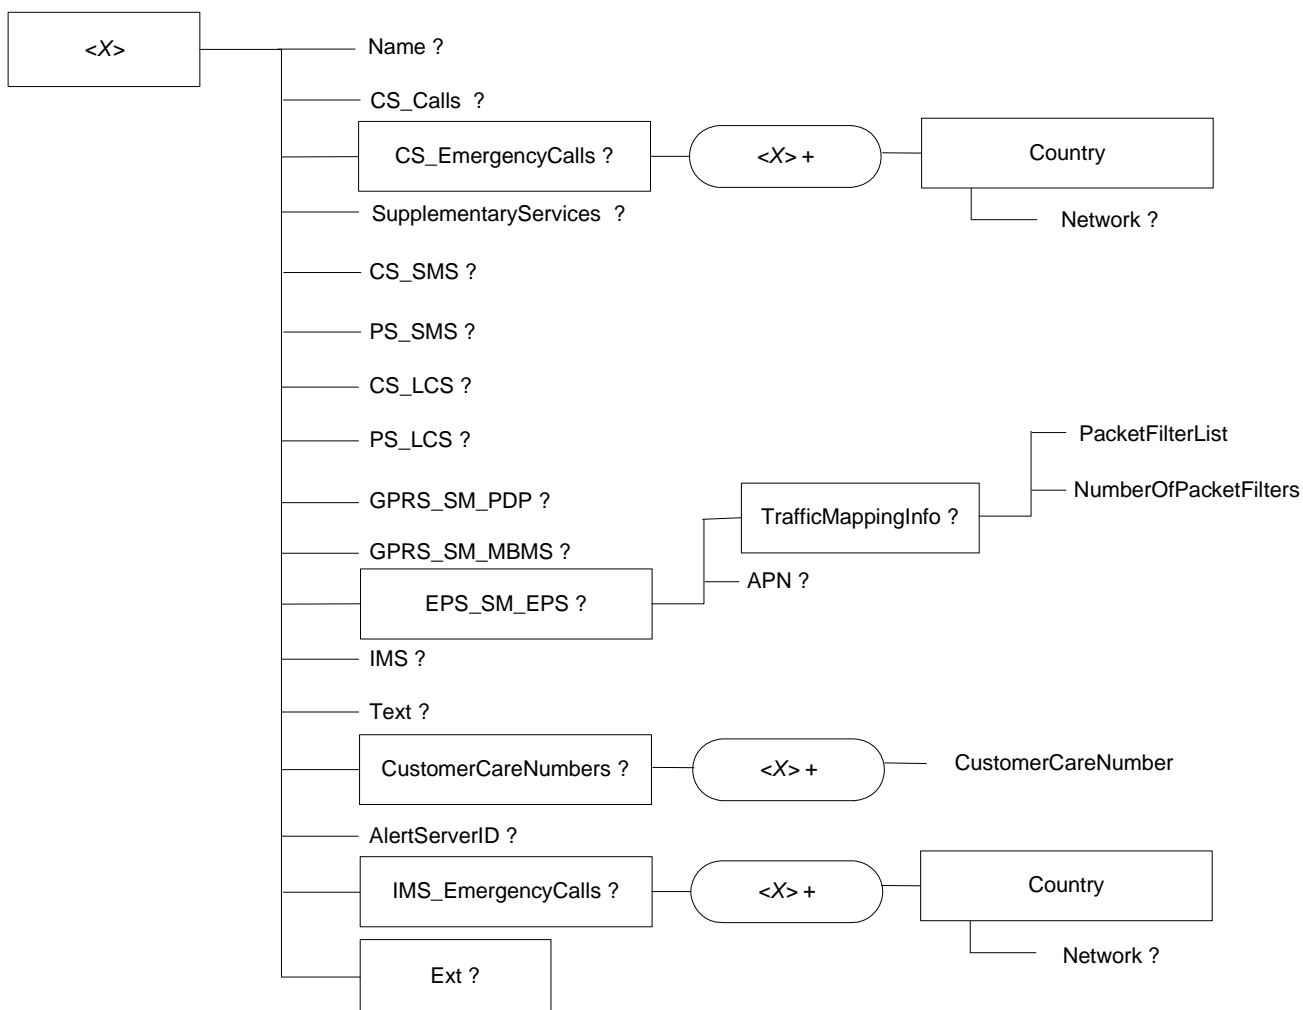 <X>
Name ?
CS_Calls ?
CS_EmergencyCalls ?
<X> +
Country
Network ?
SupplementaryServices ?
CS_SMS ?
PS_SMS ?
CS_LCS ?
PS_LCS ?
GPRS_SM_PDP ?
GPRS_SM_MBMS ?
EPS_SM_EPS ?
TrafficMappingInfo ?
PacketFilterList
NumberOfPacketFilters
APN ?
IMS ?
Text ?
CustomerCareNumbers ?
<X> +
CustomerCareNumber
AlertServerID ?
IMS_EmergencyCalls ?
<X> +
Country
Network ?
Ext ?